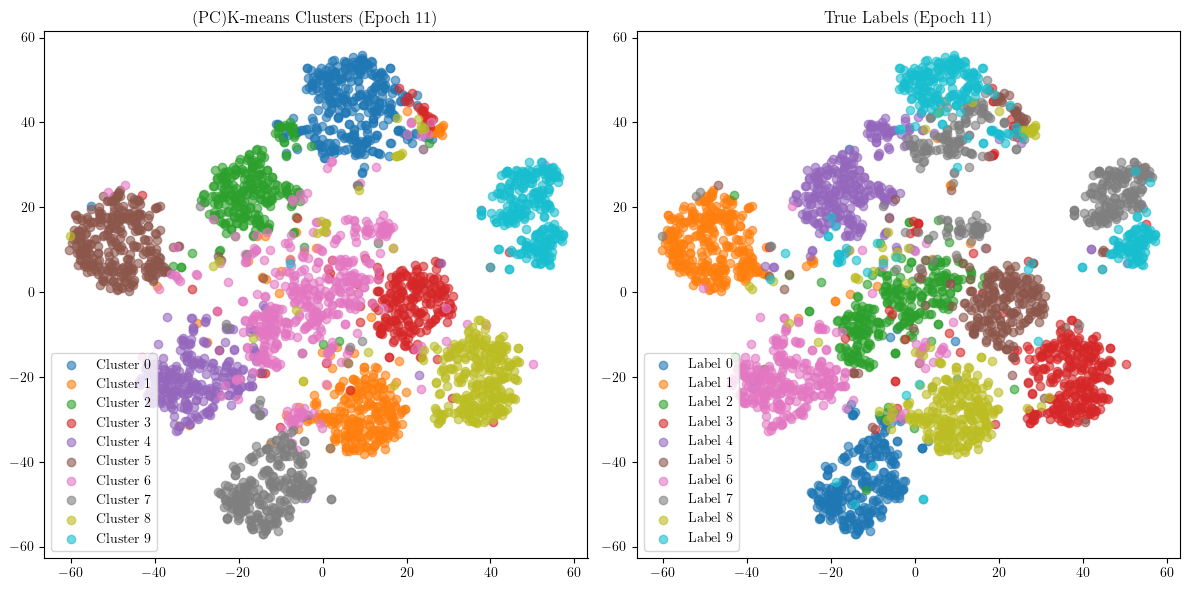 (PC)K-means Clusters (Epoch 11)
60
40
20
0
−20
−40
−60
−60
−40
−20
0
20
40
60
Cluster 0
Cluster 1
Cluster 2
Cluster 3
Cluster 4
Cluster 5
Cluster 6
Cluster 7
Cluster 8
Cluster 9
True Labels (Epoch 11)
60
40
20
0
−20
−40
−60
−60
−40
−20
0
20
40
60
Label 0
Label 1
Label 2
Label 3
Label 4
Label 5
Label 6
Label 7
Label 8
Label 9